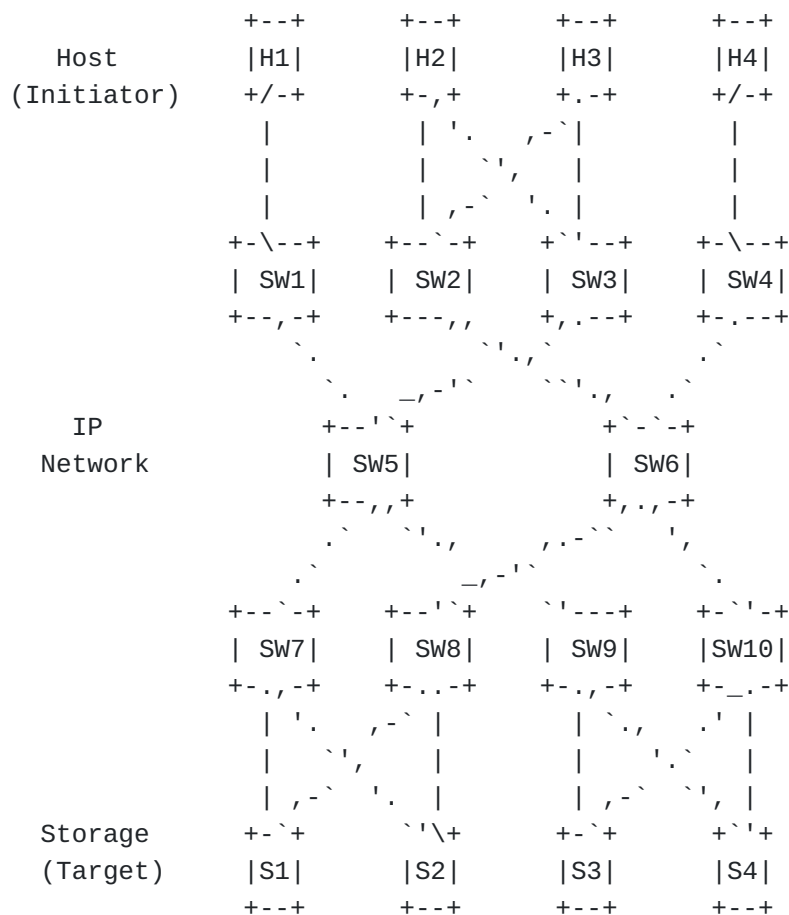 H1 H2 H3 H4
Host
(Initiator)
SW1 SW2 SW3 SW4
IP
Network
SW5 SW6
SW7 SW8 SW9 SW10
Storage
(Target)
S1 S2 S3 S4